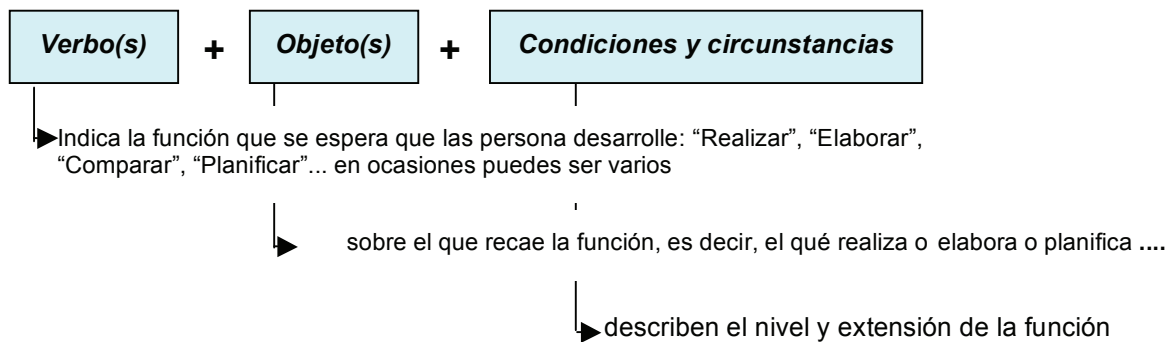 Verbo(s) + Objeto(s) + Condiciones y circunstancias
Indica la función que se espera que las persona desarrolle: “Realizar”, “Elaborar”,
“Comparar”, “Planificar”... en ocasiones puedes ser varios
sobre el que recae la función, es decir, el qué realiza o elabora o planifica ....
describen el nivel y extensión de la función